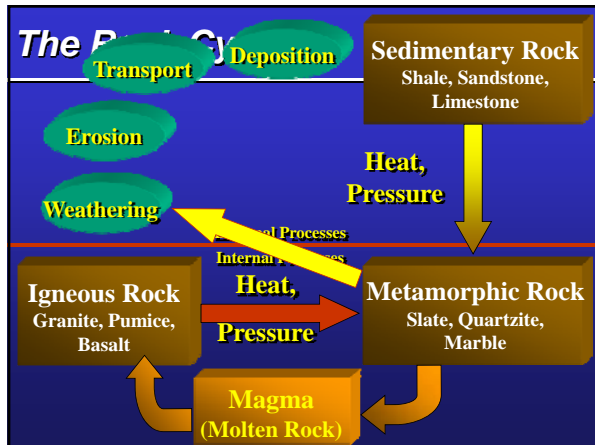 The
Transport
Deposition
Erosion
Weathering
Sedimentary Rock
Shale, Sandstone,
Limestone
Heat,
Pressure
Processes
Internal
Igneous Rock
Granite, Pumice,
Basalt
Heat,
Pressure
Metamorphic Rock
Slate, Quartzite,
Marble
Magma
(Molten Rock)